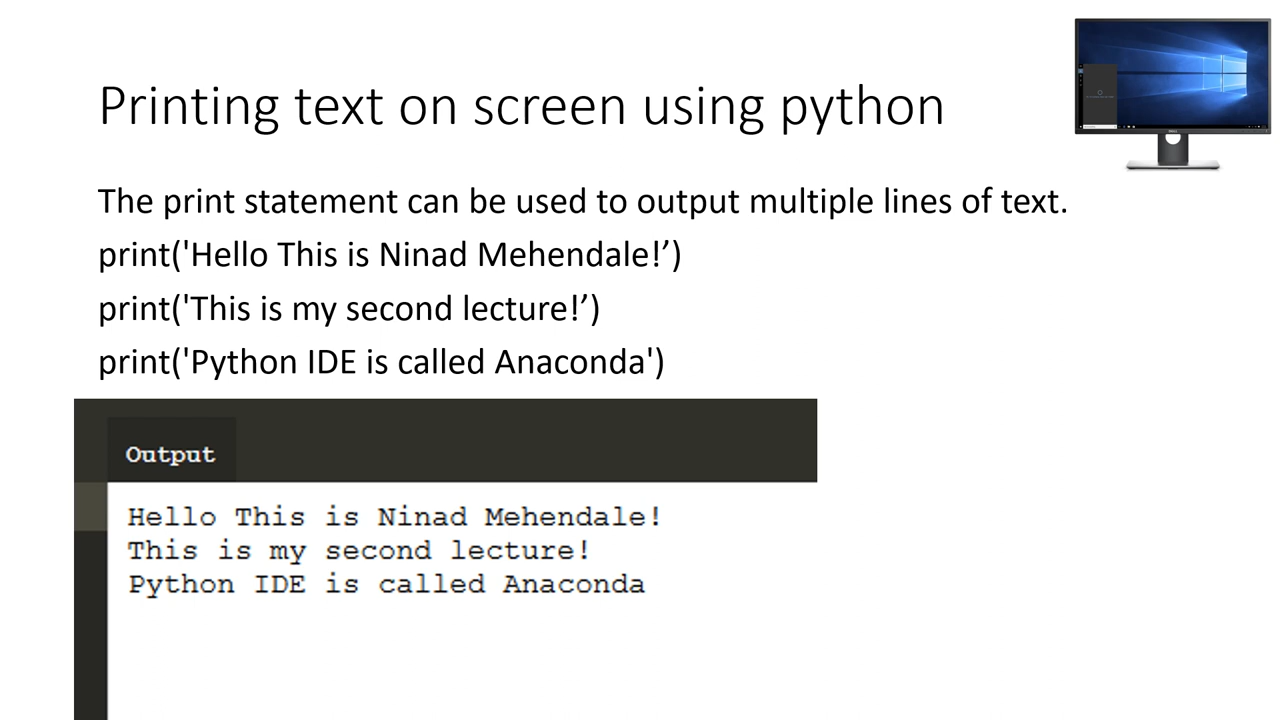 Printing text on screen using python
The print statement can be used to output multiple lines of text.
print('Hello This is Ninad Mehendale!’)
print('This is my second lecture!’)
print('Python IDE is called Anaconda')
Output
Hello This is Ninad Mehendale!
This is my second lecture!
Python IDE is called Anaconda